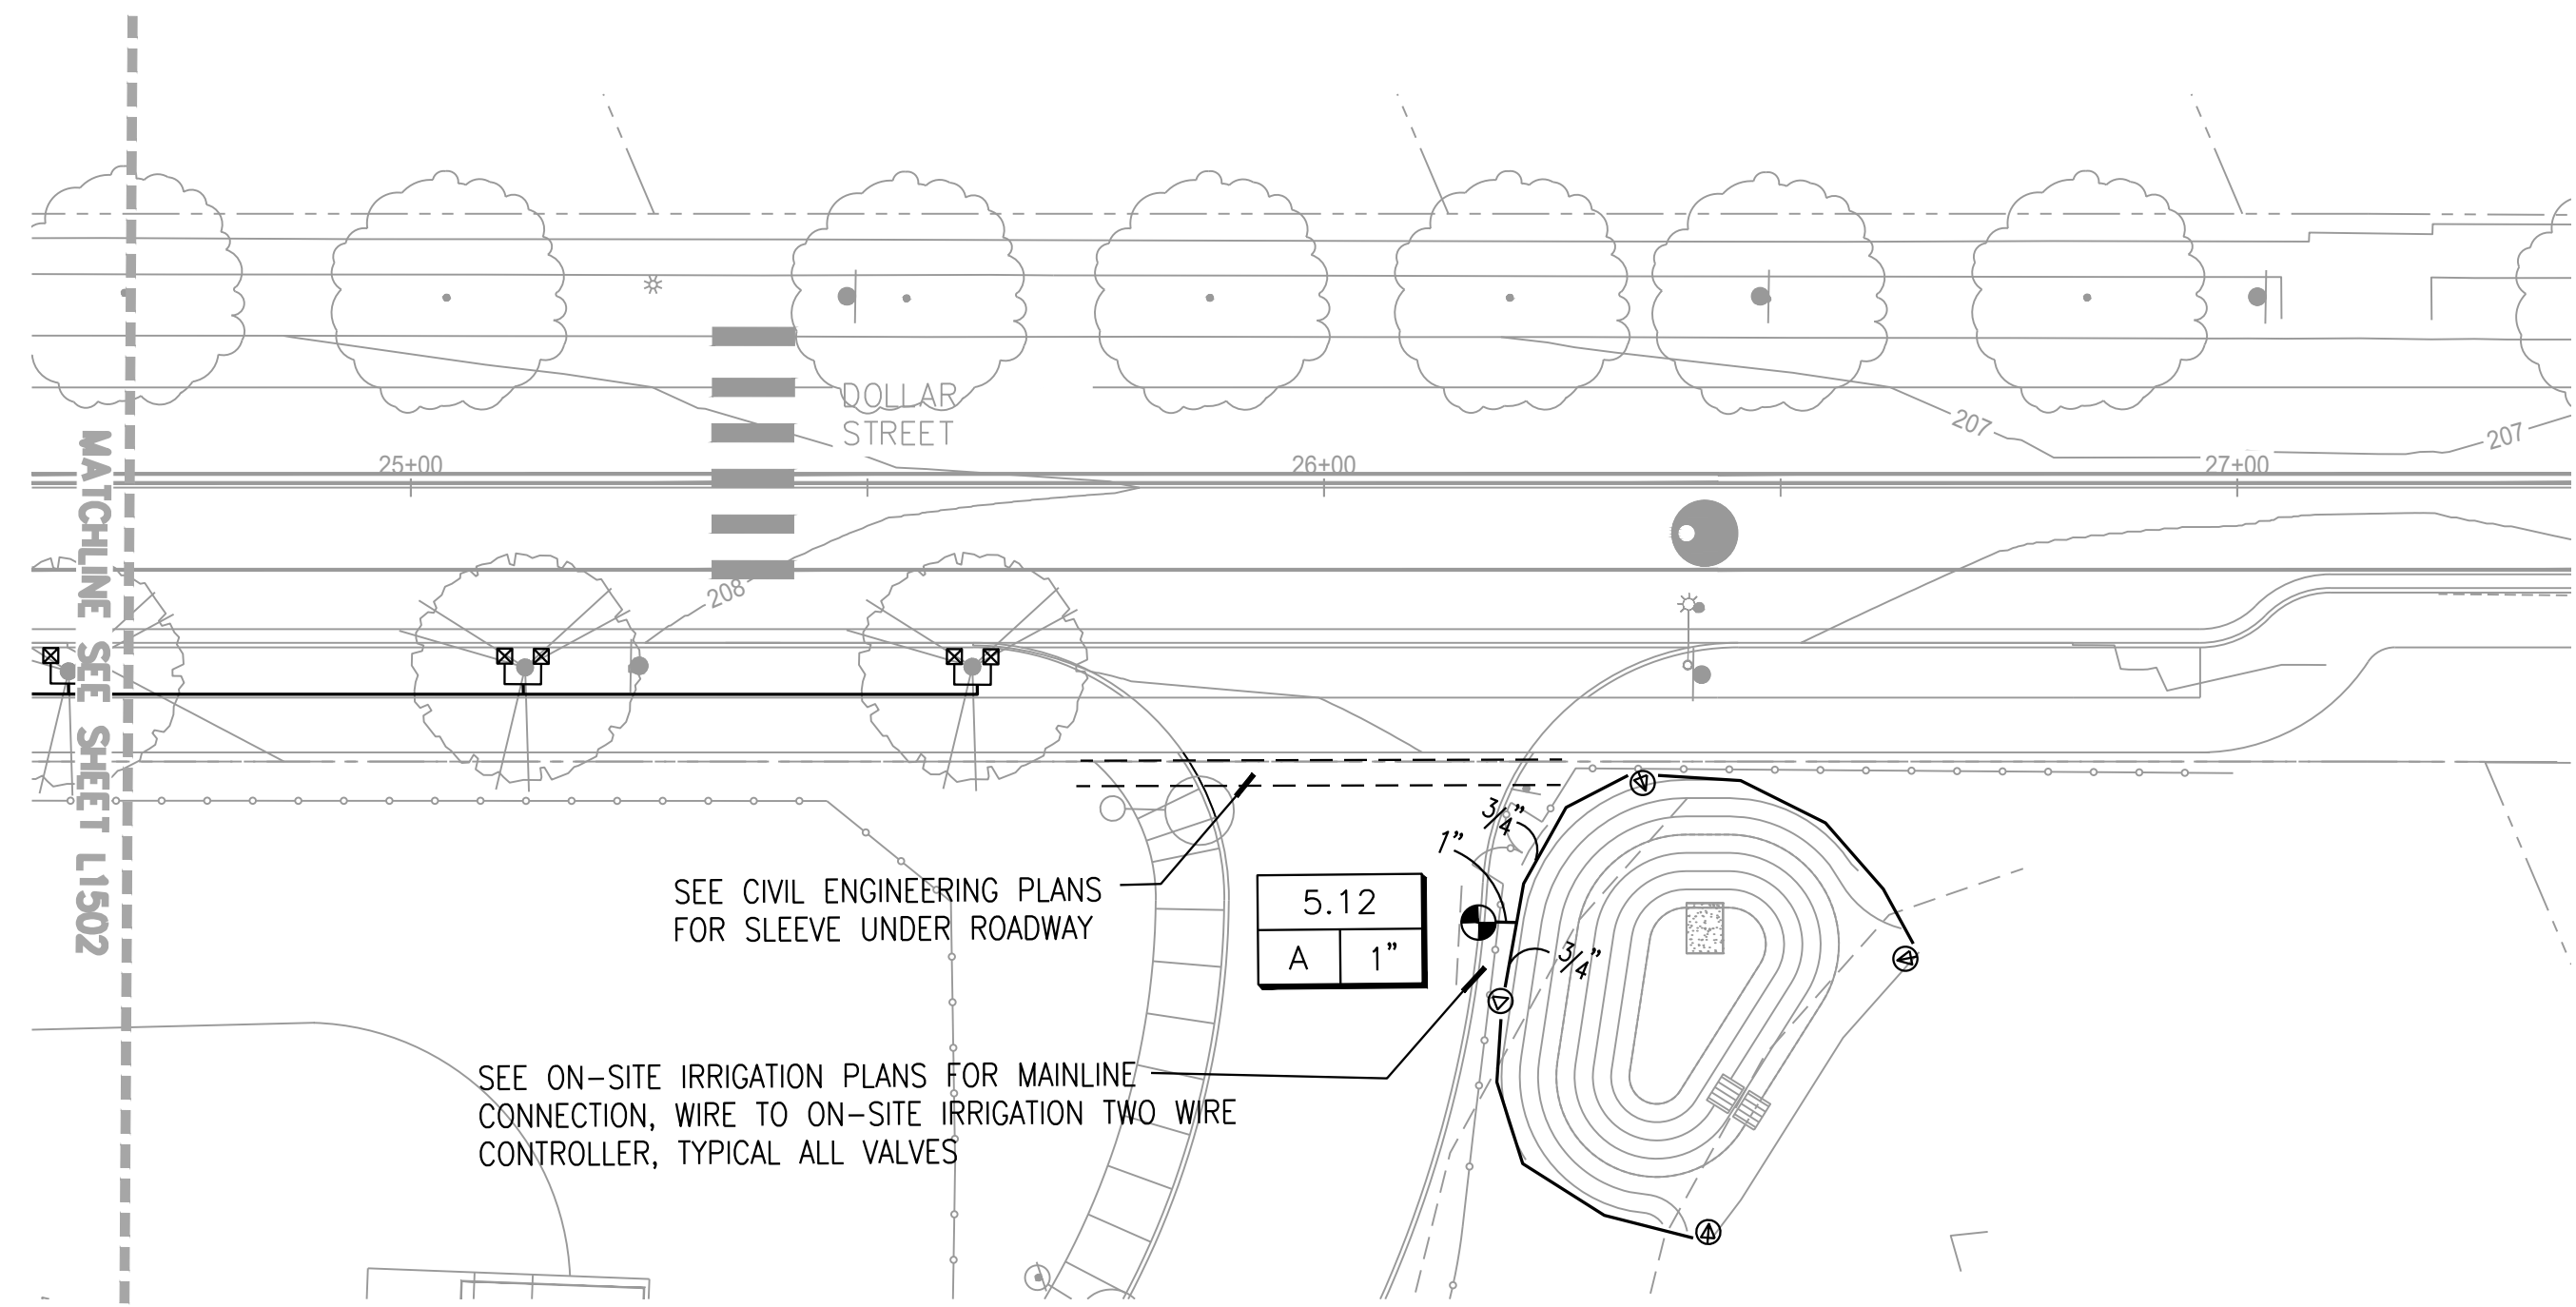 DOLLAR
STREET
207
207
25+00
26+00
27+00
208
MATCHLINE SEE SHEET L1502
3/4"
1"
SEE CIVIL ENGINEERING PLANS
FOR SLEEVE UNDER ROADWAY
5.12
A 1"
3/4"
SEE ON-SITE IRRIGATION PLANS FOR MAINLINE
CONNECTION, WIRE TO ON-SITE IRRIGATION TWO WIRE
CONTROLLER, TYPICAL ALL VALVES